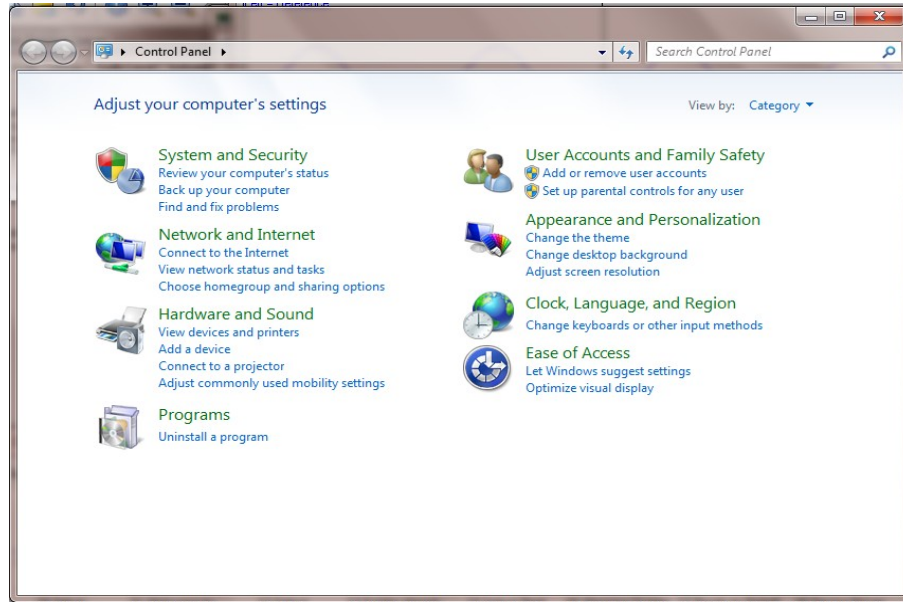 Control Panel
Search Control Panel
Adjust your computer's settings
View by: Category
System and Security
Review your computer's status
Back up your computer
Find and fix problems
Network and Internet
Connect to the Internet
View network status and tasks
Choose homegroup and sharing options
Hardware and Sound
View devices and printers
Add a device
Connect to a projector
Adjust commonly used mobility settings
Programs
Uninstall a program
User Accounts and Family Safety
Add or remove user accounts
Set up parental controls for any user
Appearance and Personalization
Change the theme
Change desktop background
Adjust screen resolution
Clock, Language, and Region
Change keyboards or other input methods
Ease of Access
Let Windows suggest settings
Optimize visual display